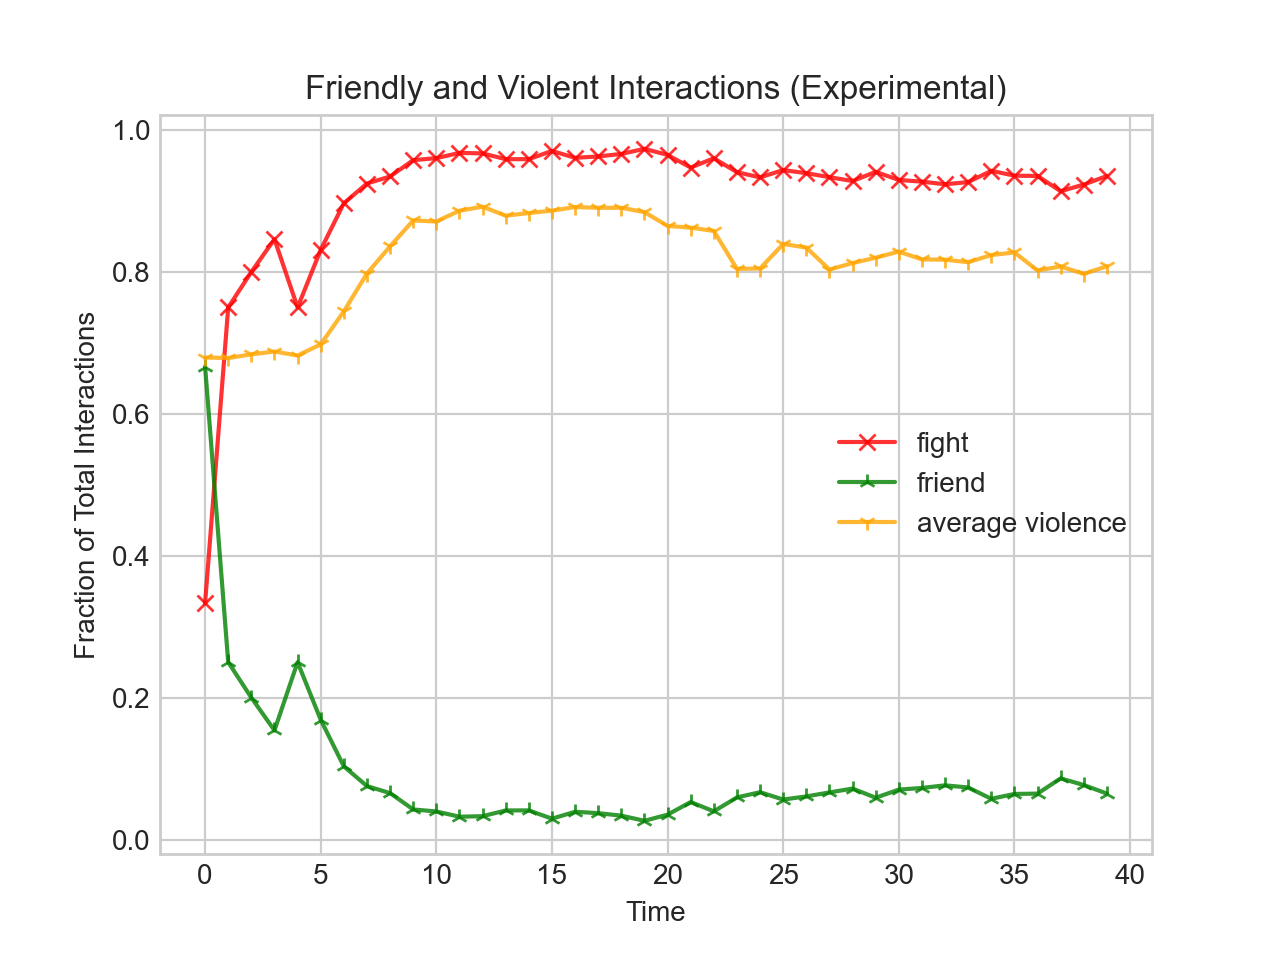 Friendly and Violent Interactions (Experimental)
1.0
0.8
0.6
0.4
0.2
0.0
Fraction of Total Interactions
fight
friend
average violence
0 5 10 15 20 25 30 35 40
Time